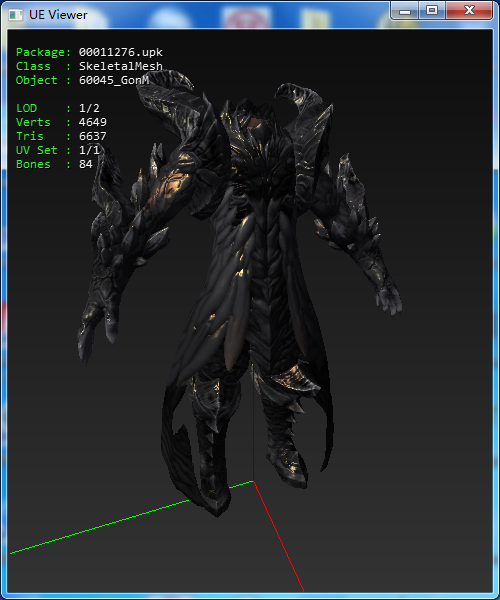 UE Viewer
Package: 00011276.upk
Class : SkeletalMesh
Object : 60045_GonM
LOD : 1/2
Verts : 4649
Tris : 6637
UV Set : 1/1
Bones : 84